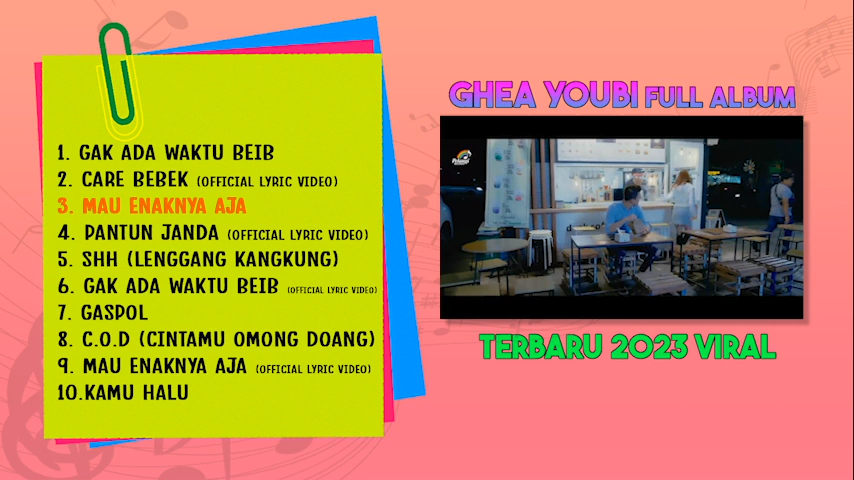 GHEA YOUBI FULL ALBUM
1. GAK ADA WAKTU BEIB
2. CARE BEBEK (OFFICIAL LYRIC VIDEO)
3. MAU ENAKNYA AJA
4. PANTUN JANDA (OFFICIAL LYRIC VIDEO)
5. SHH (LENGGANG KANGKUNG)
6. GAK ADA WAKTU BEIB (OFFICIAL LYRIC VIDEO)
7. GASPOL
8. C.O.D (CINTAMU OMONG DOANG)
9. MAU ENAKNYA AJA (OFFICIAL LYRIC VIDEO)
10.KAMU HALU
TERBARU 2023 VIRAL